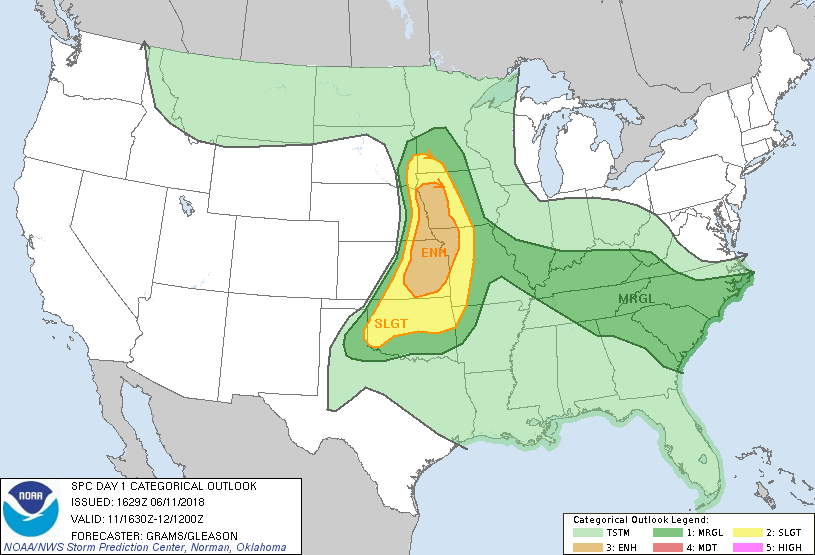 ENH
MRGL
SLGT
NOAA
SPC DAY 1 CATEGORICAL OUTLOOK
ISSUED: 1629Z 06/11/2018
VALID: 11/1630Z-12/1200Z
FORECASTER: GRAMS/GLEASON
NOAA/NWS Storm Prediction Center, Norman, Oklahoma
Categorical Outlook Legend:
TSTM 1: MRGL 2: SLGT
3: ENH 4: MDT 5: HIGH